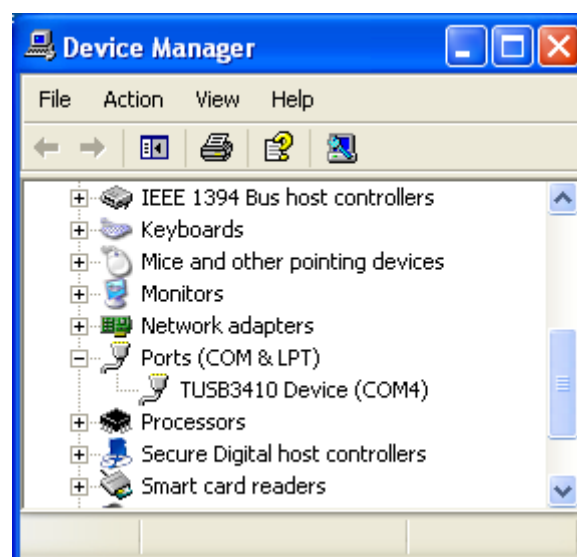 Device Manager
File Action View Help
IEEE 1394 Bus host controllers
Keyboards
Mice and other pointing devices
Monitors
Network adapters
Ports (COM & LPT)
TUSB3410 Device (COM4)
Processors
Secure Digital host controllers
Smart card readers